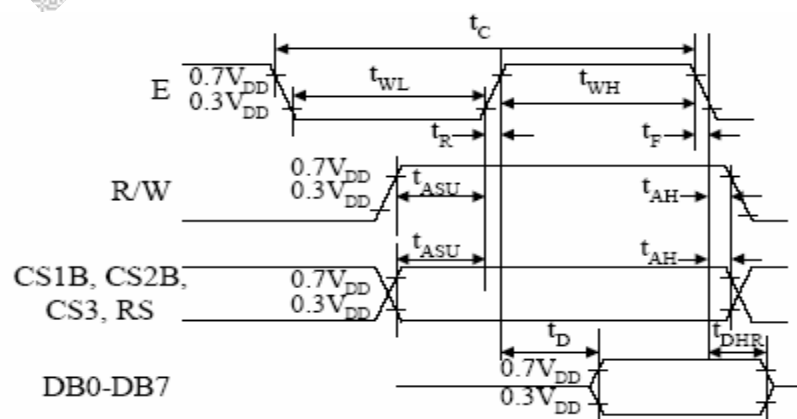 t_C
E
0.7V_DD
0.3V_DD
t_WL
t_WH
t_R
t_F
R/W
0.7V_DD
0.3V_DD
t_ASU
t_AH
CS1B, CS2B,
CS3, RS
0.7V_DD
0.3V_DD
t_ASU
t_AH
t_D
t_DHR
DB0-DB7
0.7V_DD
0.3V_DD